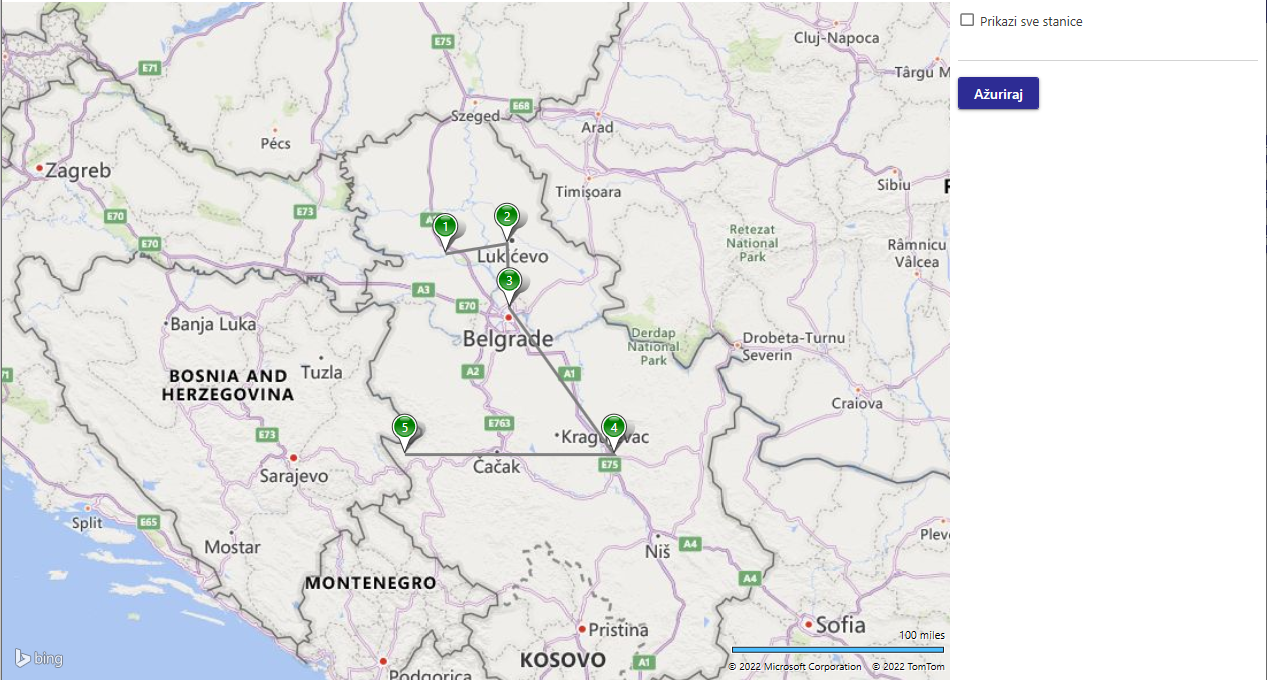 Cluj-Napoca
E75
E71
Târgu M
E68
Szeged
Arad
Pécs
Zagreb
Sibiu
Timișoara
E73
E70
1
2
Retezat
National
Park
E70
Râmnicu
Vâlcea
3
A3
E70
Belgrade
Banja Luka
Derdap
National
Park
Drobeta-Turnu
Severin
A2
A1
Tuzla
BOSNIA AND
HERZEGOVINA
Craiova
5
E763
4
E73
Čačak
E75
Sarajevo
Split
E65
Mostar
Niš
A4
MONTENEGRO
A4
Pristina
Sofia
100 miles
KOSOVO
A1
bing
© 2022 Microsoft Corporation © 2022 TomTom
Podgorica
Prikazi sve stanice
Ažuriraj